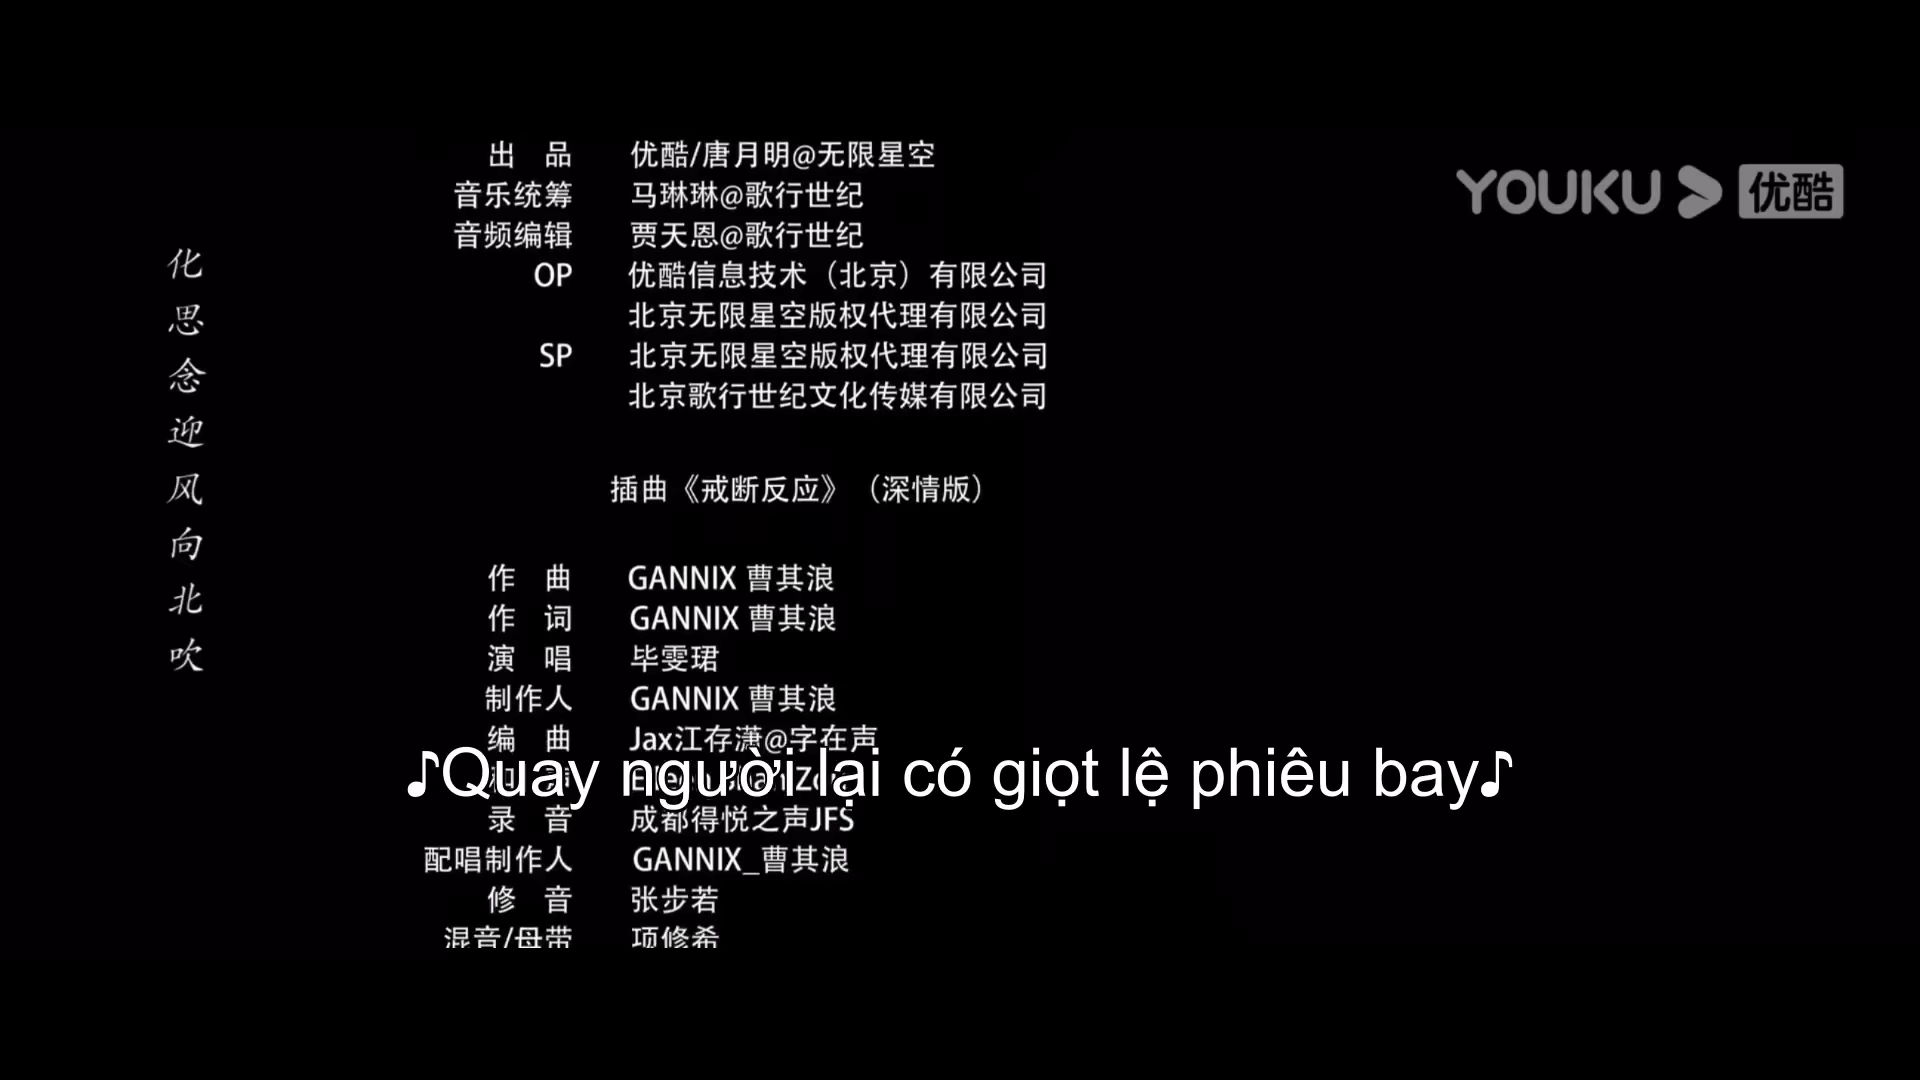 出 品 优酷/唐月明@无限星空
YOUKU 优酷
音乐统筹 马琳琳@歌行世纪
音频编辑 贾天恩@歌行世纪
OP 优酷信息技术（北京）有限公司
北京无限星空版权代理有限公司
SP 北京无限星空版权代理有限公司
北京歌行世纪文化传媒有限公司
化思念迎风向北吹
插曲《戒断反应》（深情版）
作 曲 GANNIX 曹其浪
作 词 GANNIX 曹其浪
演 唱 毕雯珺
制作人 GANNIX 曹其浪
编 曲 Jax江存潇@字在声
♪Quay người lại có giọt lệ phiêu bay♪
录 音 成都得悦之声JFS
配唱制作人 GANNIX_曹其浪
修 音 张步若
混音/母带 项修希